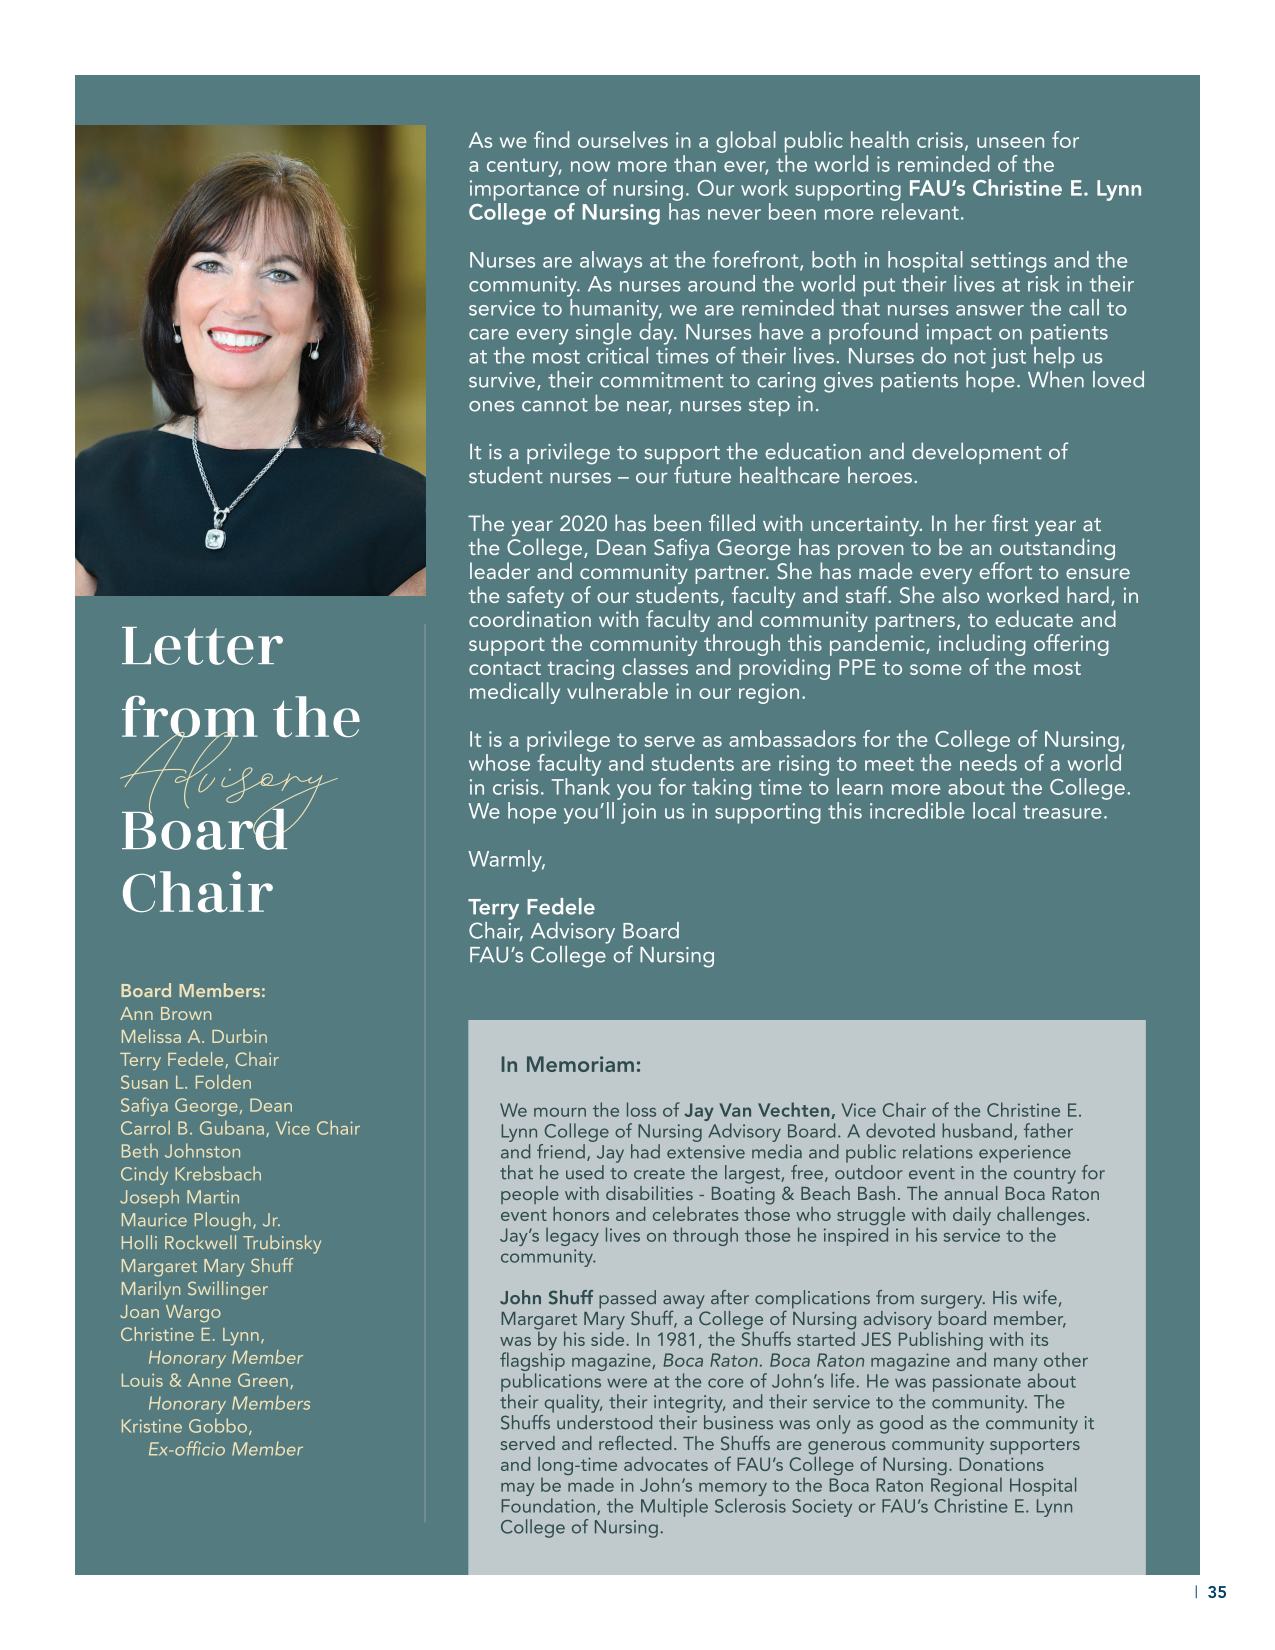 Letter
from the
Advisory
Board
Chair
Board Members:
Ann Brown
Melissa A. Durbin
Terry Fedele, Chair
Susan L. Folden
Safiya George, Dean
Carrol B. Gubana, Vice Chair
Beth Johnston
Cindy Krebsbach
Joseph Martin
Maurice Plough, Jr.
Holli Rockwell Trubinsky
Margaret Mary Shuff
Marilyn Swillinger
Joan Wargo
Christine E. Lynn,
Honorary Member
Louis & Anne Green,
Honorary Members
Kristine Gobbo,
Ex-officio Member
As we find ourselves in a global public health crisis, unseen for
a century, now more than ever, the world is reminded of the
importance of nursing. Our work supporting FAU's Christine E. Lynn
College of Nursing has never been more relevant.
Nurses are always at the forefront, both in hospital settings and the
community. As nurses around the world put their lives at risk in their
service to humanity, we are reminded that nurses answer the call to
care every single day. Nurses have a profound impact on patients
at the most critical times of their lives. Nurses do not just help us
survive, their commitment to caring gives patients hope. When loved
ones cannot be near, nurses step in.
It is a privilege to support the education and development of
student nurses – our future healthcare heroes.
The year 2020 has been filled with uncertainty. In her first year at
the College, Dean Safiya George has proven to be an outstanding
leader and community partner. She has made every effort to ensure
the safety of our students, faculty and staff. She also worked hard, in
coordination with faculty and community partners, to educate and
support the community through this pandemic, including offering
contact tracing classes and providing PPE to some of the most
medically vulnerable in our region.
It is a privilege to serve as ambassadors for the College of Nursing,
whose faculty and students are rising to meet the needs of a world
in crisis. Thank you for taking time to learn more about the College.
We hope you'll join us in supporting this incredible local treasure.
Warmly,
Terry Fedele
Chair, Advisory Board
FAU's College of Nursing
In Memoriam:
We mourn the loss of Jay Van Vechten, Vice Chair of the Christine E.
Lynn College of Nursing Advisory Board. A devoted husband, father
and friend, Jay had extensive media and public relations experience
that he used to create the largest, free, outdoor event in the country for
people with disabilities - Boating & Beach Bash. The annual Boca Raton
event honors and celebrates those who struggle with daily challenges.
Jay's legacy lives on through those he inspired in his service to the
community.
John Shuff passed away after complications from surgery. His wife,
Margaret Mary Shuff, a College of Nursing advisory board member,
was by his side. In 1981, the Shuffs started JES Publishing with its
flagship magazine, Boca Raton. Boca Raton magazine and many other
publications were at the core of John's life. He was passionate about
their quality, their integrity, and their service to the community. The
Shuffs understood their business was only as good as the community it
served and reflected. The Shuffs are generous community supporters
and long-time advocates of FAU's College of Nursing. Donations
may be made in John's memory to the Boca Raton Regional Hospital
Foundation, the Multiple Sclerosis Society or FAU's Christine E. Lynn
College of Nursing.
| 35